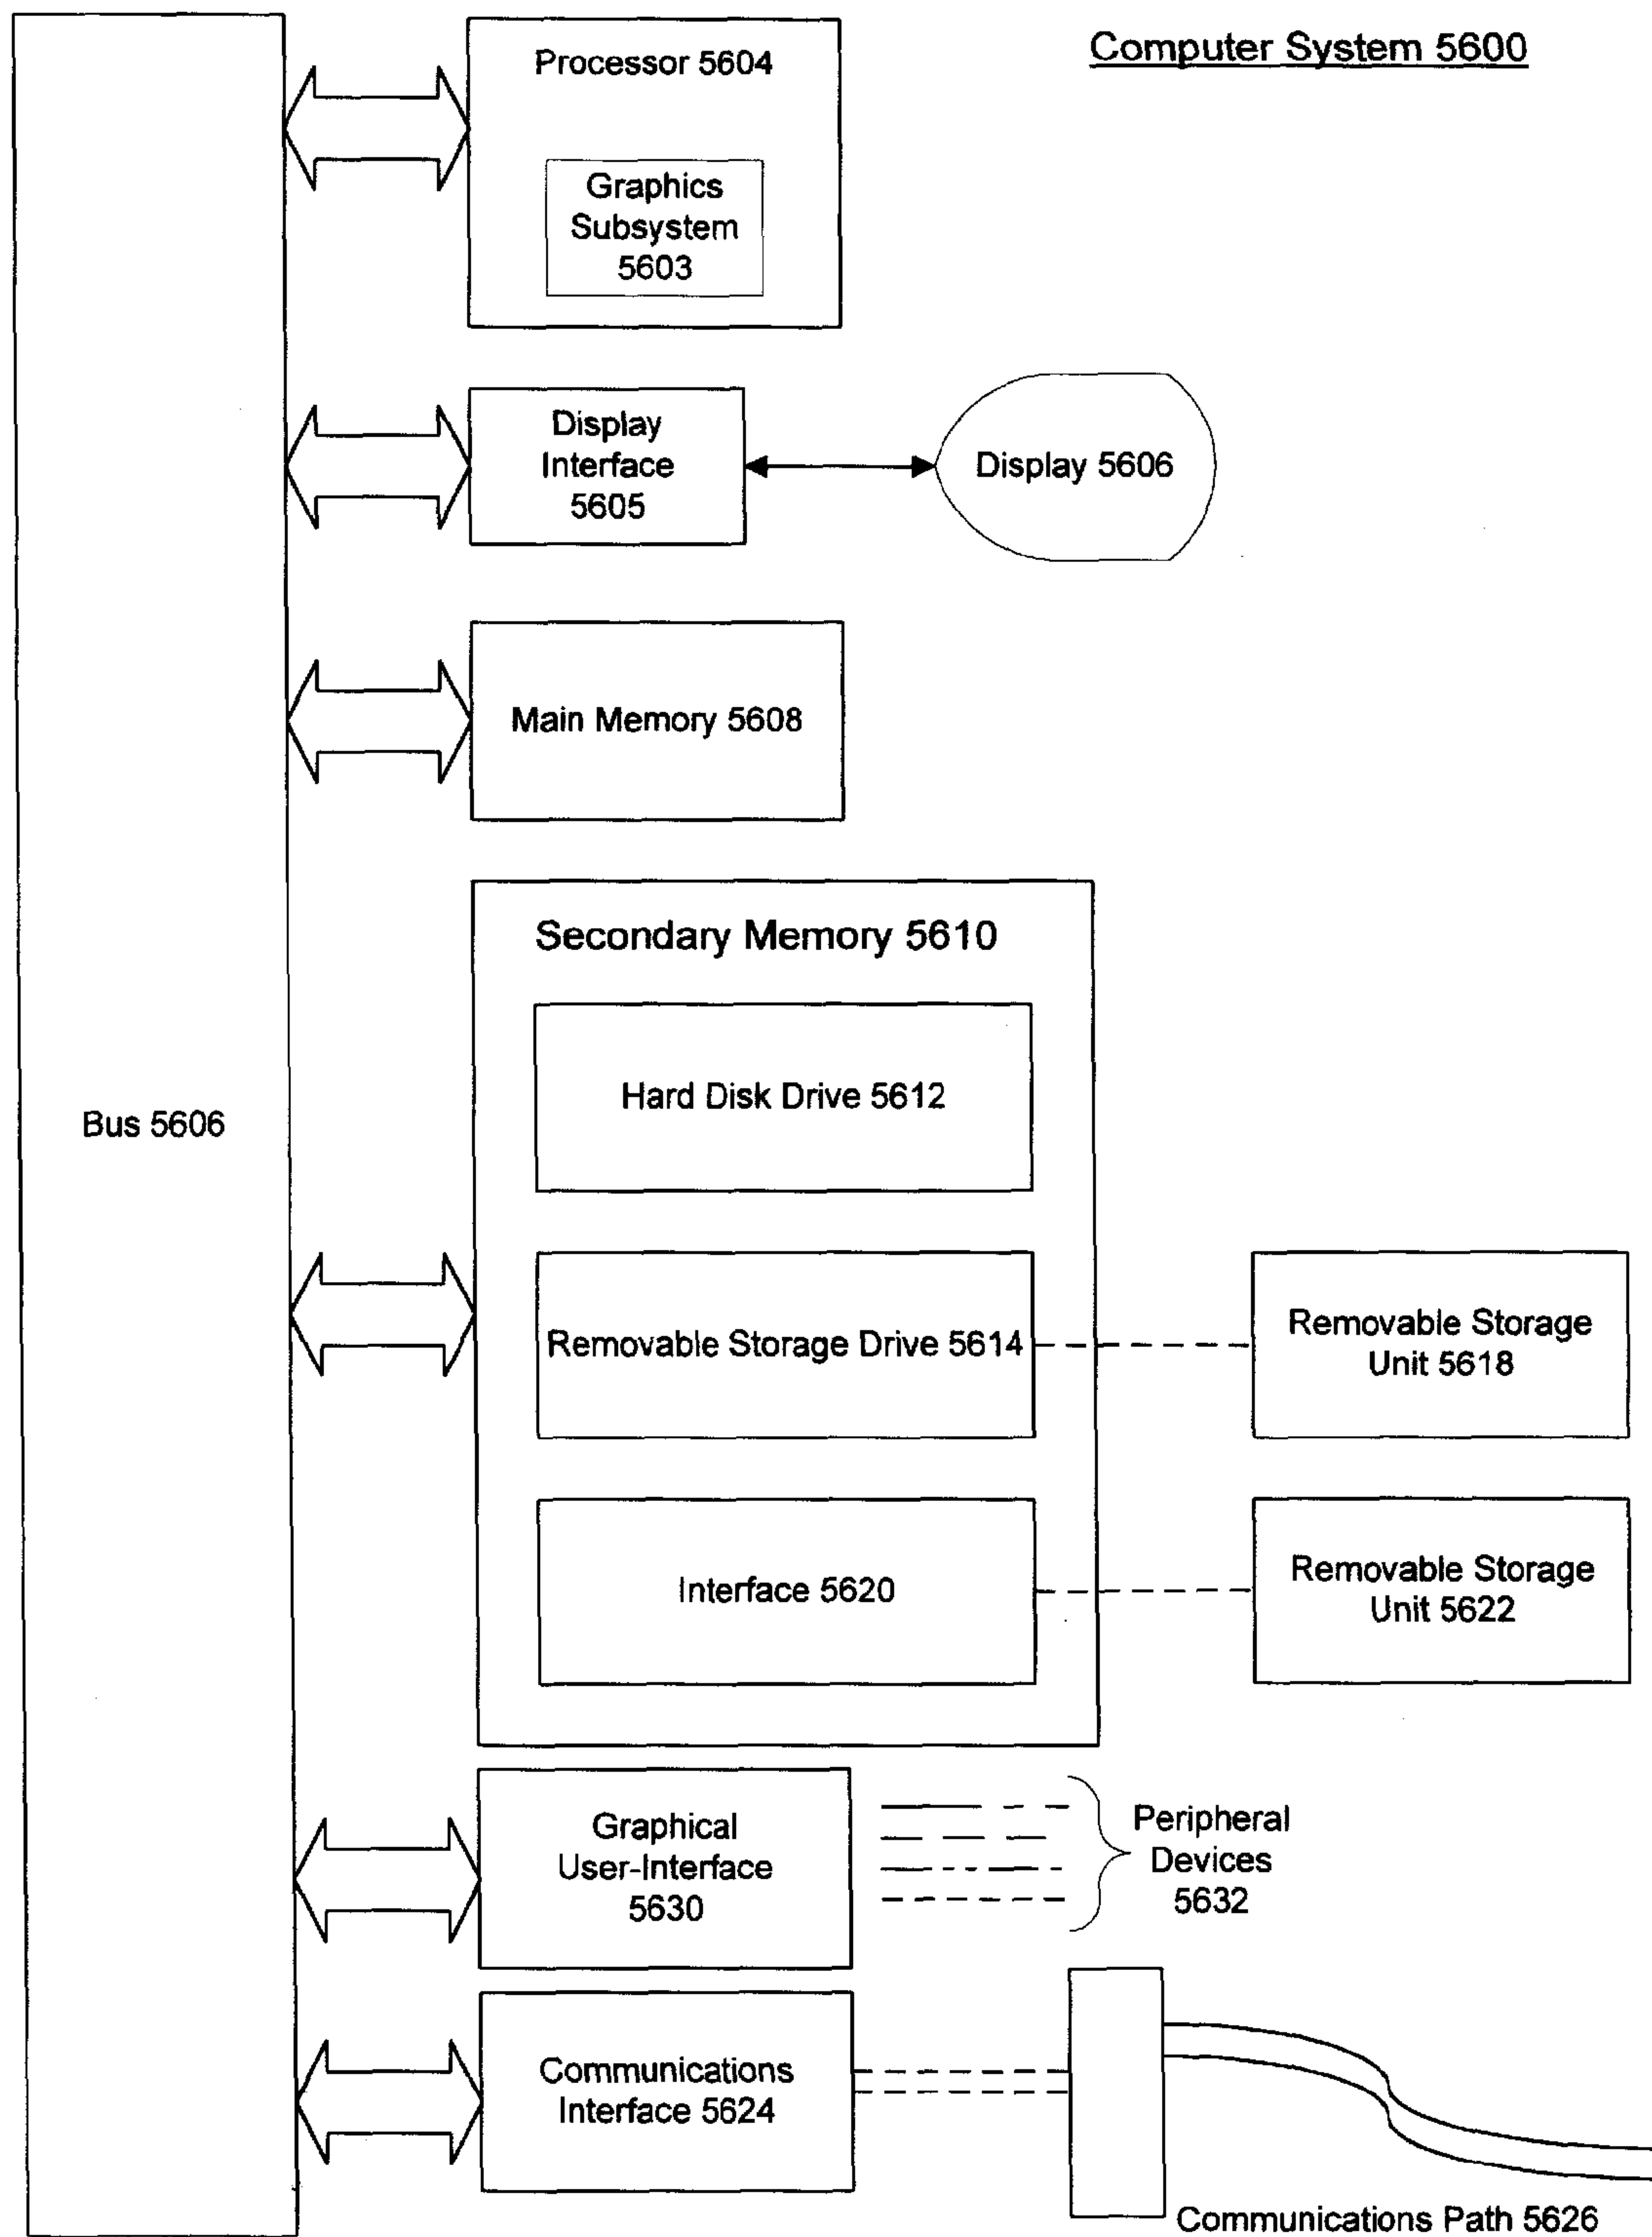 Computer System 5600
Processor 5604
Graphics
Subsystem
5603
Display
Interface
5605
Display 5606
Main Memory 5608
Secondary Memory 5610
Hard Disk Drive 5612
Bus 5606
Removable Storage Drive 5614
Removable Storage
Unit 5618
Interface 5620
Removable Storage
Unit 5622
Graphical
User-Interface
5630
Peripheral
Devices
5632
Communications
Interface 5624
Communications Path 5626